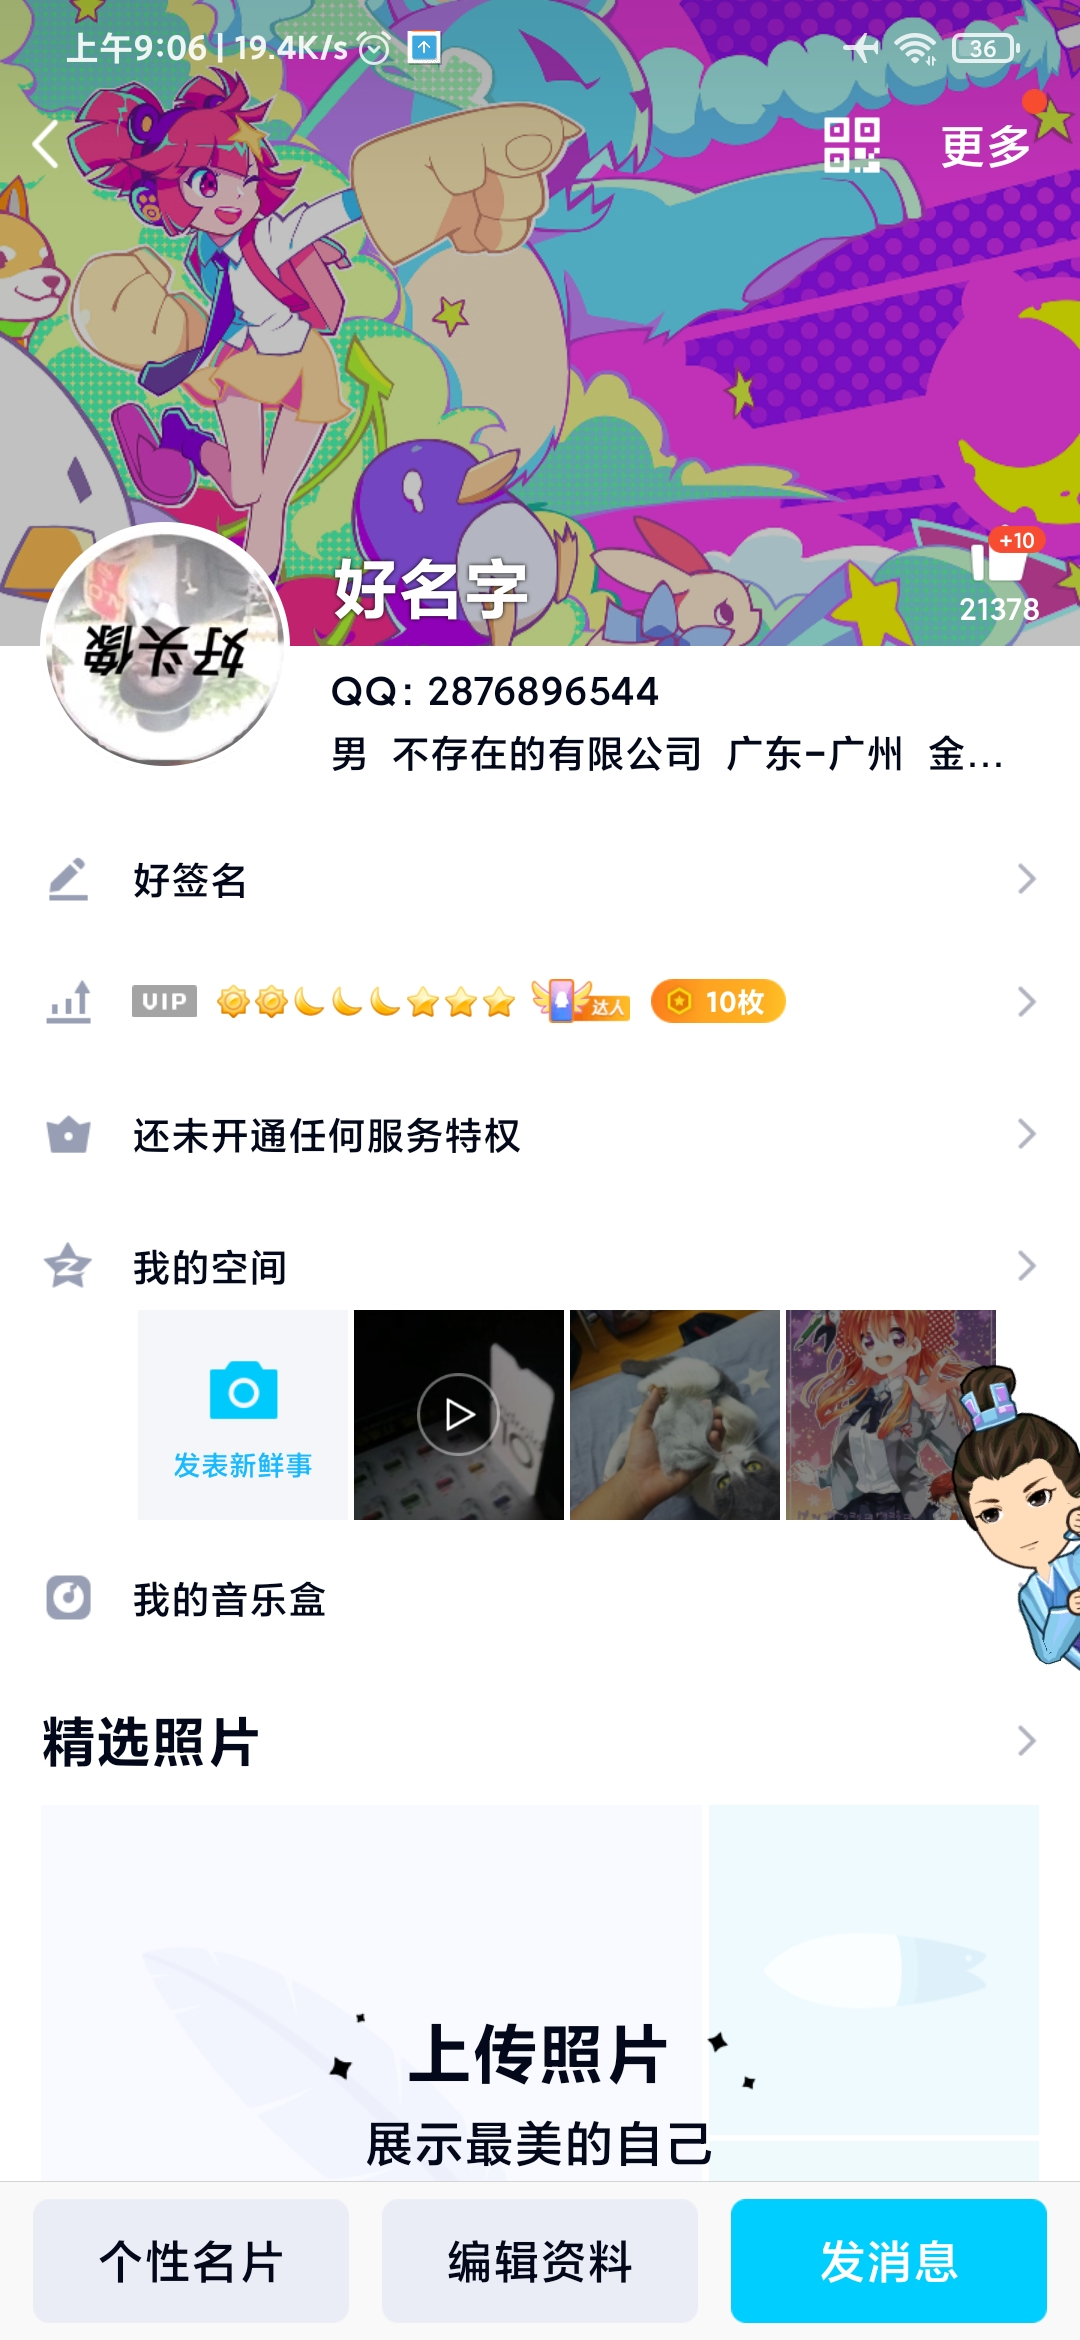 上午9:06 | 19.4K/s
36
更多
好名字
+10
21378
好头像
QQ: 2876896544
男 不存在的有限公司 广东-广州 金...
好签名
VIP
达人
10枚
还未开通任何服务特权
我的空间
发表新鲜事
我的音乐盒
精选照片
上传照片
展示最美的自己
个性名片
编辑资料
发消息